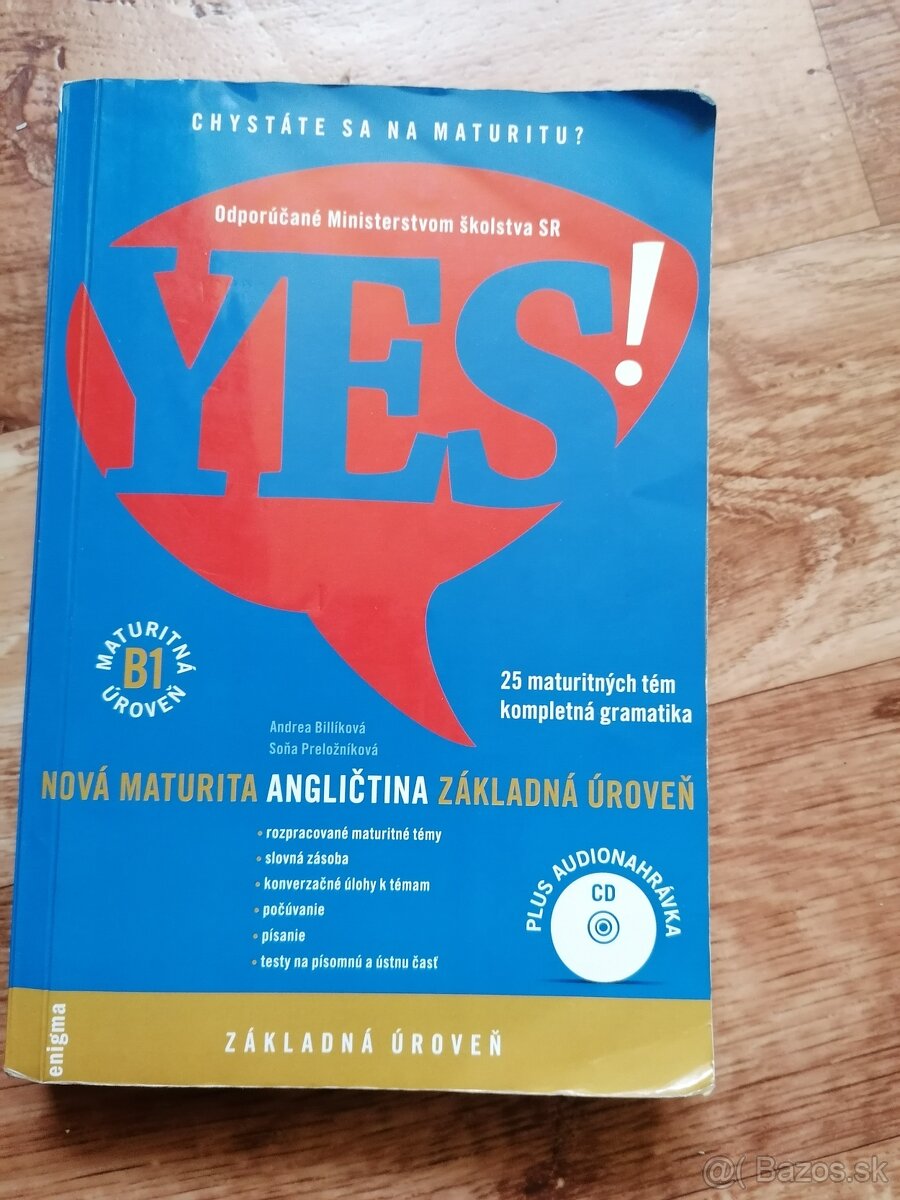 CHYSTÁTE SA NA MATURITU?
Odporúčané Ministerstvom školstva SR
YES!
MATURITNÁ
B1
ÚROVEŇ
25 maturitných tém
kompletná gramatika
Andrea Billíková
Soňa Preložníková
NOVÁ MATURITA ANGLIČTINA ZÁKLADNÁ ÚROVEŇ
• rozpracované maturitné témy
• slovná zásoba
• konverzačné úlohy k témam
• počúvanie
• písanie
• testy na písomnú a ústnu časť
PLUS AUDIONAHRÁVKA
CD
enigma
ZÁKLADNÁ ÚROVEŇ
@( Bazos.sk